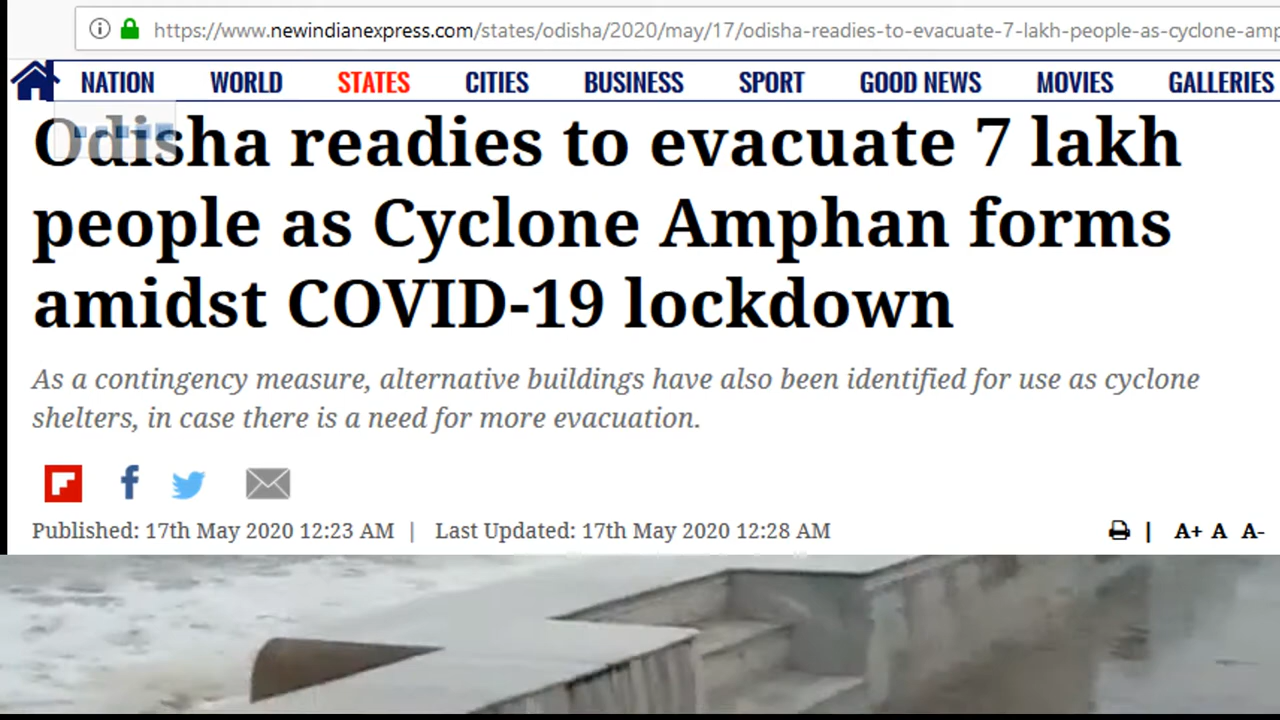 https://www.newindianexpress.com/states/odisha/2020/may/17/odisha-readies-to-evacuate-7-lakh-people-as-cyclone-amp
NATION WORLD STATES CITIES BUSINESS SPORT GOOD NEWS MOVIES GALLERIES
Odisha readies to evacuate 7 lakh
people as Cyclone Amphan forms
amidst COVID-19 lockdown
As a contingency measure, alternative buildings have also been identified for use as cyclone
shelters, in case there is a need for more evacuation.
Published: 17th May 2020 12:23 AM | Last Updated: 17th May 2020 12:28 AM | A+ A A-